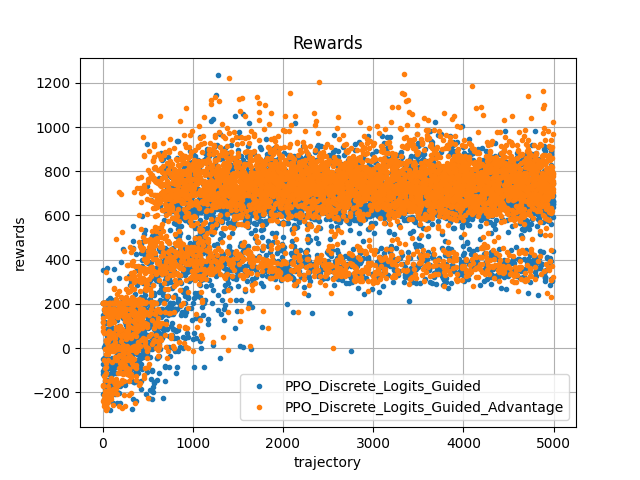 Rewards
1200
1000
800
600
400
200
0
−200
rewards
0 1000 2000 3000 4000 5000
trajectory
PPO_Discrete_Logits_Guided
PPO_Discrete_Logits_Guided_Advantage